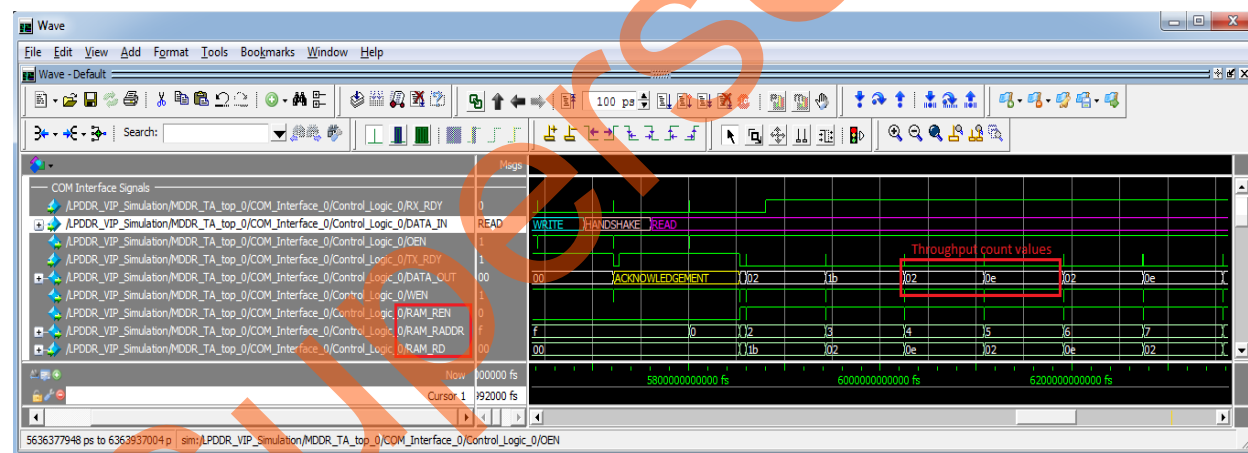 Wave
File Edit View Add Format Tools Bookmarks Window Help
Wave - Default
100 ps
Search:
Msgs
COM Interface Signals
/LPDDR_VIP_Simulation/MDDR_TA_top_0/COM_Interface_0/Control_Logic_0/RX_RDY 0
/LPDDR_VIP_Simulation/MDDR_TA_top_0/COM_Interface_0/Control_Logic_0/DATA_IN READ WRITE HANDSHAKE READ
/LPDDR_VIP_Simulation/MDDR_TA_top_0/COM_Interface_0/Control_Logic_0/OEN 1
Throughput count values
/LPDDR_VIP_Simulation/MDDR_TA_top_0/COM_Interface_0/Control_Logic_0/TX_RDY 1
/LPDDR_VIP_Simulation/MDDR_TA_top_0/COM_Interface_0/Control_Logic_0/DATA_OUT 00 00 ACKNOWLEDGEMENT 02 1b 02 0e 02 0e
/LPDDR_VIP_Simulation/MDDR_TA_top_0/COM_Interface_0/Control_Logic_0/WEN 1
/LPDDR_VIP_Simulation/MDDR_TA_top_0/COM_Interface_0/Control_Logic_0/RAM_REN 0
/LPDDR_VIP_Simulation/MDDR_TA_top_0/COM_Interface_0/Control_Logic_0/RAM_RADDR f f 0 2 3 4 5 6 7
/LPDDR_VIP_Simulation/MDDR_TA_top_0/COM_Interface_0/Control_Logic_0/RAM_RD 00 00 1b 02 0e 02 0e 02
Now 000000 fs 5800000000000 fs 6000000000000 fs 6200000000000 fs
Cursor 1 992000 fs
5636377948 ps to 6363937004 p sim:/LPDDR_VIP_Simulation/MDDR_TA_top_0/COM_Interface_0/Control_Logic_0/OEN